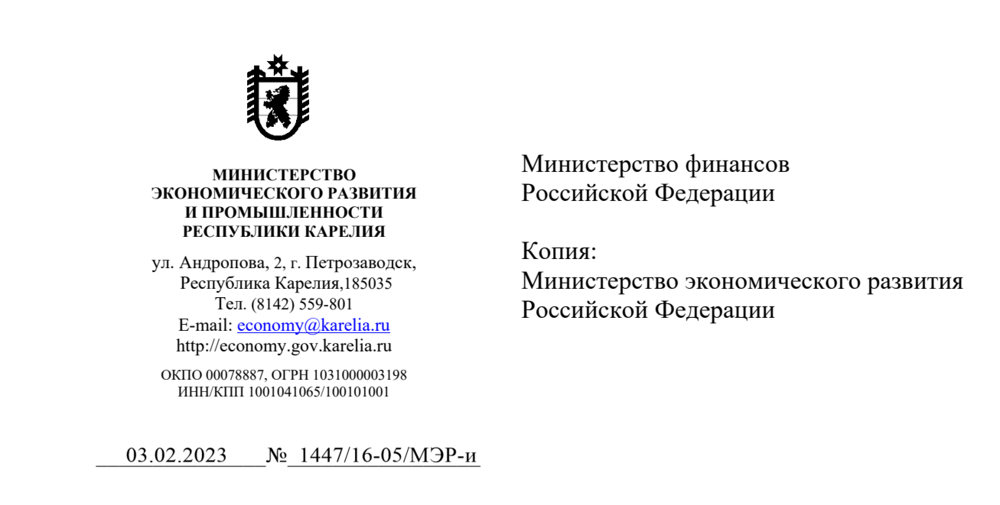 МИНИСТЕРСТВО
ЭКОНОМИЧЕСКОГО РАЗВИТИЯ
И ПРОМЫШЛЕННОСТИ
РЕСПУБЛИКИ КАРЕЛИЯ
ул. Андропова, 2, г. Петрозаводск,
Республика Карелия,185035
Тел. (8142) 559-801
E-mail: economy@karelia.ru
http://economy.gov.karelia.ru
ОКПО 00078887, ОГРН 1031000003198
ИНН/КПП 1001041065/100101001
03.02.2023 № 1447/16-05/МЭР-и
Министерство финансов
Российской Федерации
Копия:
Министерство экономического развития
Российской Федерации